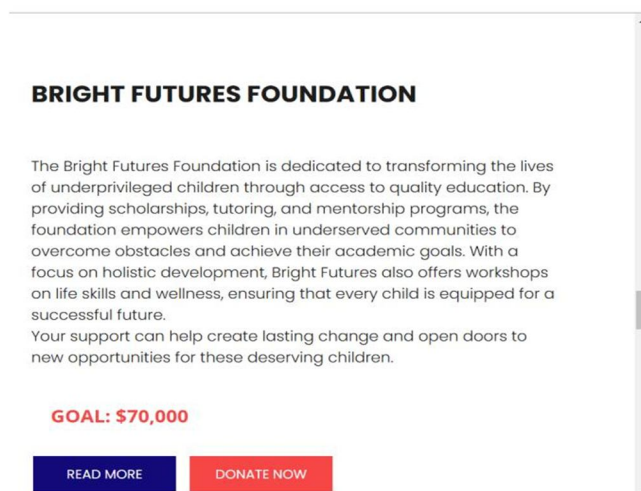 BRIGHT FUTURES FOUNDATION
The Bright Futures Foundation is dedicated to transforming the lives
of underprivileged children through access to quality education. By
providing scholarships, tutoring, and mentorship programs, the
foundation empowers children in underserved communities to
overcome obstacles and achieve their academic goals. With a
focus on holistic development, Bright Futures also offers workshops
on life skills and wellness, ensuring that every child is equipped for a
successful future.
Your support can help create lasting change and open doors to
new opportunities for these deserving children.
GOAL: $70,000
READ MORE DONATE NOW